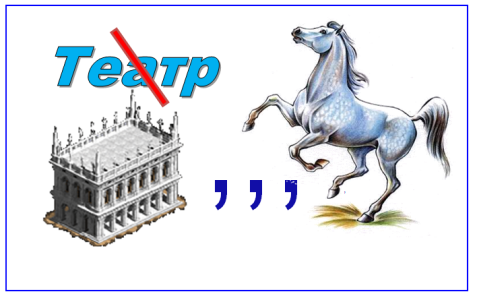 Театр
, , ,